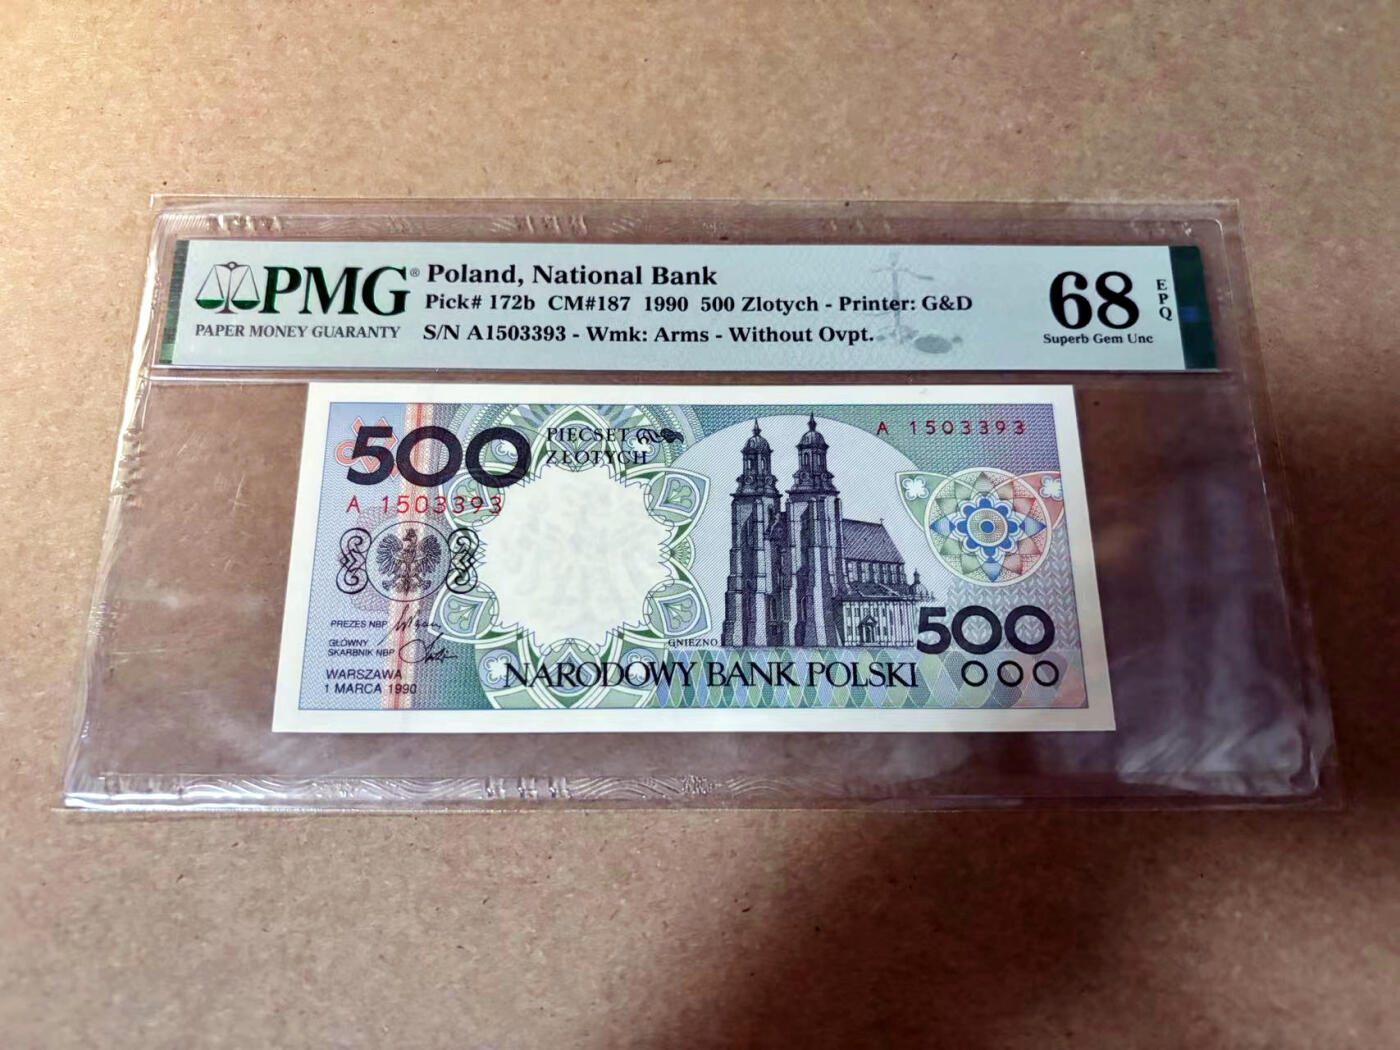 PMG®
PAPER MONEY GUARANTY
Poland, National Bank
Pick# 172b CM#187 1990 500 Zlotych - Printer: G&D
S/N A1503393 - Wmk: Arms - Without Ovpt.
68
EPQ
Superb Gem Unc
500
PIĘĆSET
ZŁOTYCH
A 1503393
A 1503393
PREZES NBP
GŁÓWNY
SKARBNIK NBP
WARSZAWA
1 MARCA 1990
GNIEZNO
NARODOWY BANK POLSKI
500